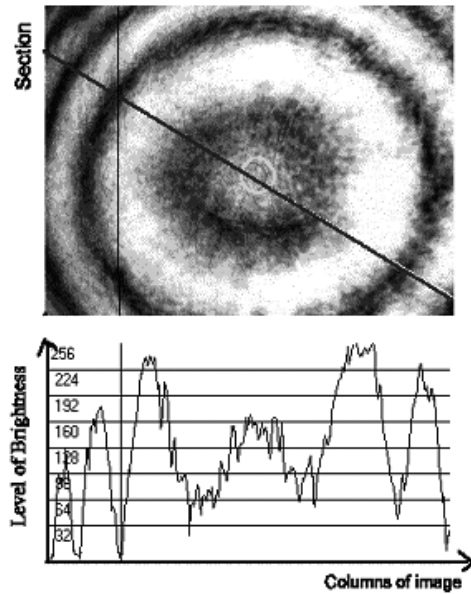 Section
Level of Brightness
256
224
192
160
128
96
64
32
Columns of image